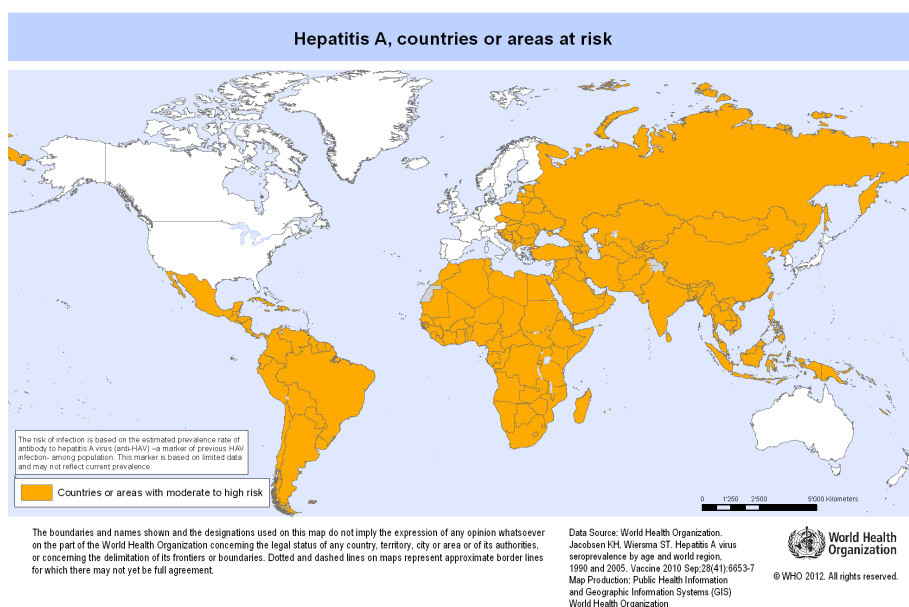 Hepatitis A, countries or areas at risk
The risk of infection is based on the estimated prevalence rate of
antibody to hepatitis A virus (anti-HAV) –a marker of previous HAV
infection- among population. This marker is based on limited data
and may not reflect current prevalence.
Countries or areas with moderate to high risk
0 1'250 2'500 5'000 Kilometers
The boundaries and names shown and the designations used on this map do not imply the expression of any opinion whatsoever
on the part of the World Health Organization concerning the legal status of any country, territory, city or area or of its authorities,
or concerning the delimitation of its frontiers or boundaries. Dotted and dashed lines on maps represent approximate border lines
for which there may not yet be full agreement.
Data Source: World Health Organization.
Jacobsen KH, Wiersma ST. Hepatitis A virus
seroprevalence by age and world region,
1990 and 2005. Vaccine 2010 Sep;28(41):6653-7
Map Production: Public Health Information
and Geographic Information Systems (GIS)
World Health Organization
World Health
Organization
© WHO 2012. All rights reserved.